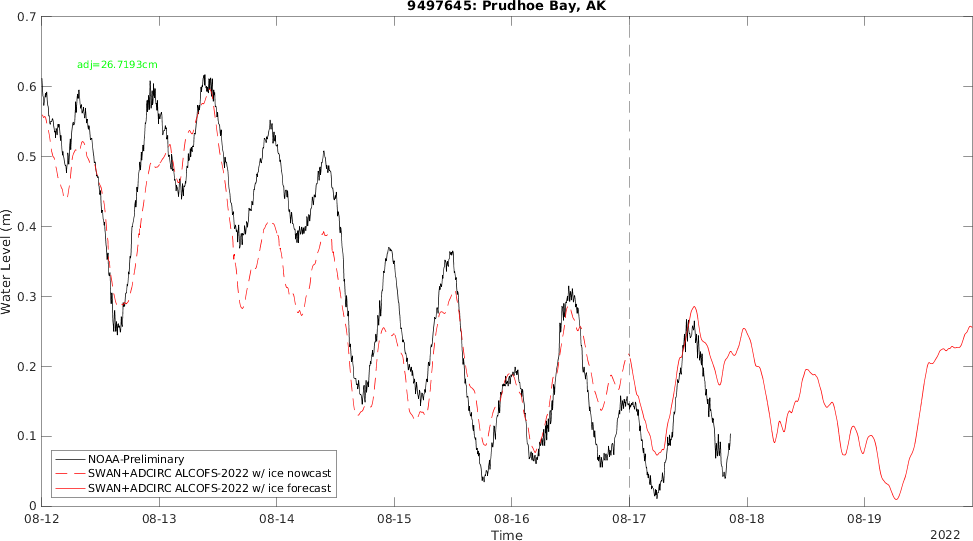 9497645: Prudhoe Bay, AK
adj=26.7193cm
0.7
0.6
0.5
0.4
0.3
0.2
0.1
0
Water Level (m)
NOAA-Preliminary
SWAN+ADCIRC ALCOFS-2022 w/ ice nowcast
SWAN+ADCIRC ALCOFS-2022 w/ ice forecast
08-12 08-13 08-14 08-15 08-16 08-17 08-18 08-19
Time
2022